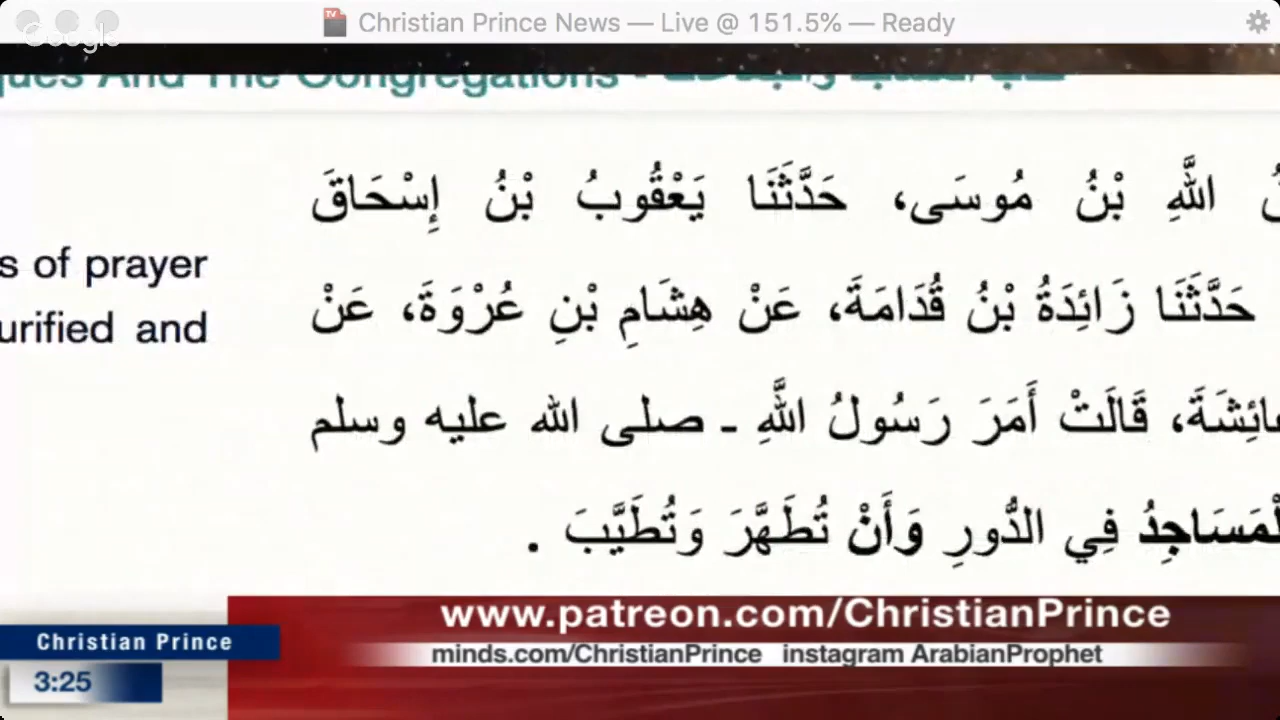 Christian Prince News — Live @ 151.5% — Ready
Google
And The Congregations -
اللَّهِ بْنُ مُوسَى، حَدَّثَنَا يَعْقُوبُ بْنُ إِسْحَاقَ
s of prayer
حَدَّثَنَا زَائِدَةُ بْنُ قُدَامَةَ، عَنْ هِشَامِ بْنِ عُرْوَةَ، عَنْ
urified and
ائِشَةَ، قَالَتْ أَمَرَ رَسُولُ اللَّهِ ـ صلى الله عليه وسلم
لْمَسَاجِدُ فِي الدُّورِ وَأَنْ تُطَهَّرَ وَتُطَيَّبَ .
www.patreon.com/ChristianPrince
Christian Prince
minds.com/ChristianPrince instagram ArabianProphet
3:25